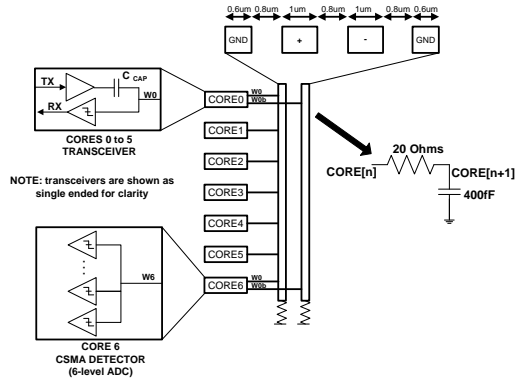 0.6um 0.8um 1um 0.8um 1um 0.8um 0.6um
GND + - GND
TX
C CAP
W0
RX
CORES 0 to 5
TRANSCEIVER
NOTE: transceivers are shown as
single ended for clarity
CORE0
W0
W0b
CORE1
CORE2
CORE3
CORE4
CORE5
CORE6
W0
W0b
20 Ohms
CORE[n]
CORE[n+1]
400fF
W6
CORE 6
CSMA DETECTOR
(6-level ADC)